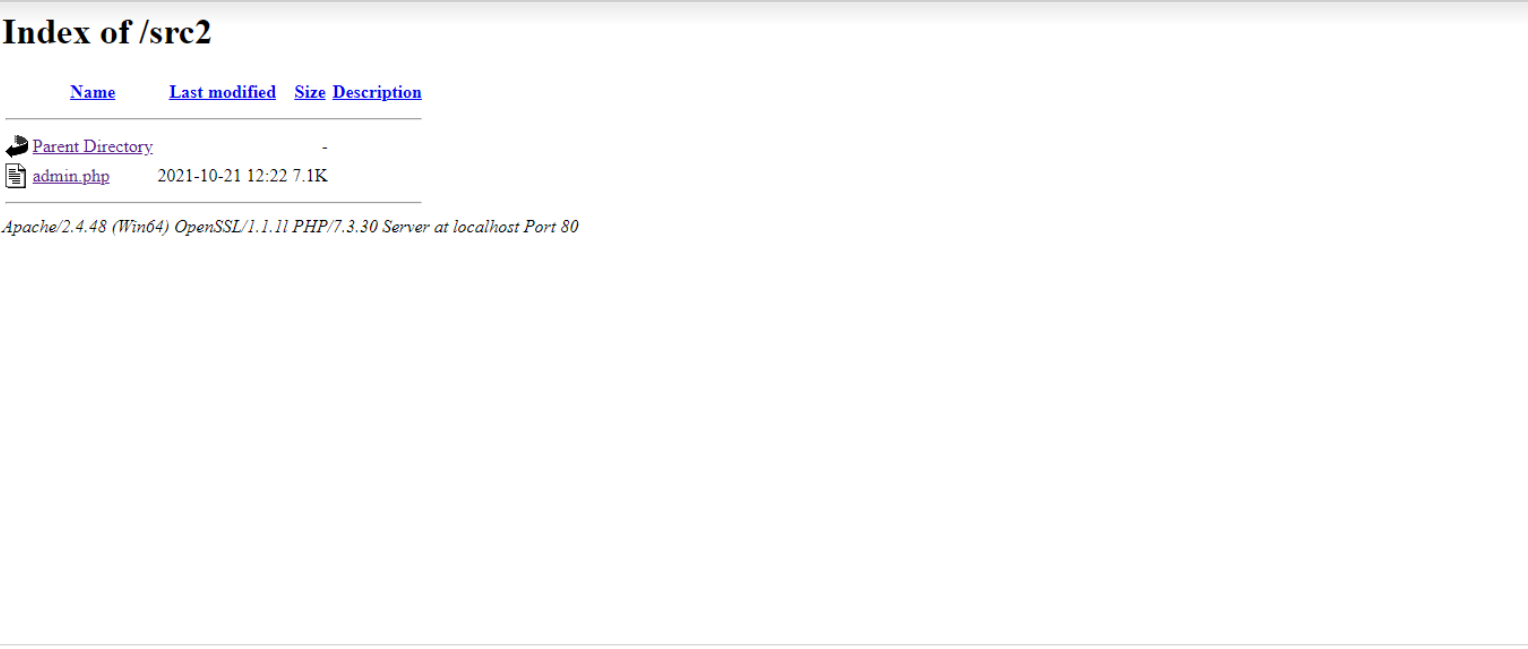 Index of /src2
Name Last modified Size Description
Parent Directory -
admin.php 2021-10-21 12:22 7.1K
Apache/2.4.48 (Win64) OpenSSL/1.1.1l PHP/7.3.30 Server at localhost Port 80